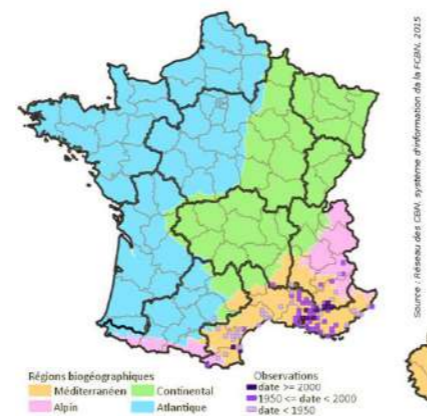 Source : Réseau des CBN, système d'information da la FCBN, 2015
Régions biogéographiques
Méditerranéen
Continental
Alpin
Atlantique
Observations
date >= 2000
1950 <= date < 2000
date < 1950